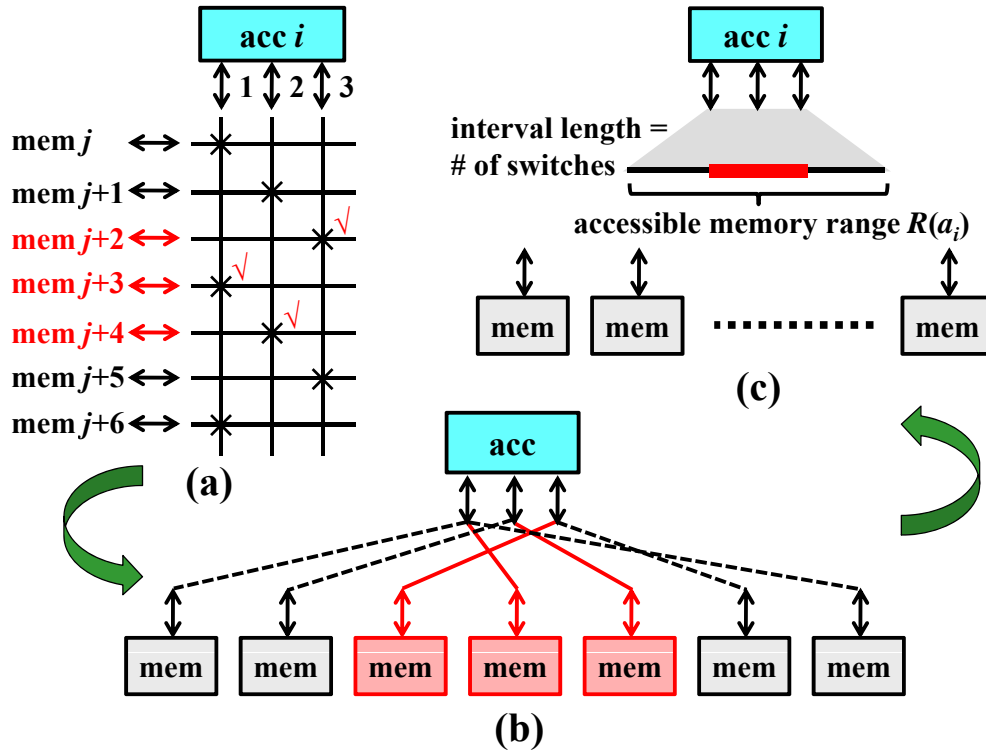 acc i
1 2 3
mem j
mem j+1
mem j+2
√
mem j+3
√
mem j+4
√
mem j+5
mem j+6
(a)
acc i
interval length =
# of switches
accessible memory range R(a_i)
mem mem mem
(c)
acc
mem mem mem mem mem mem mem
(b)